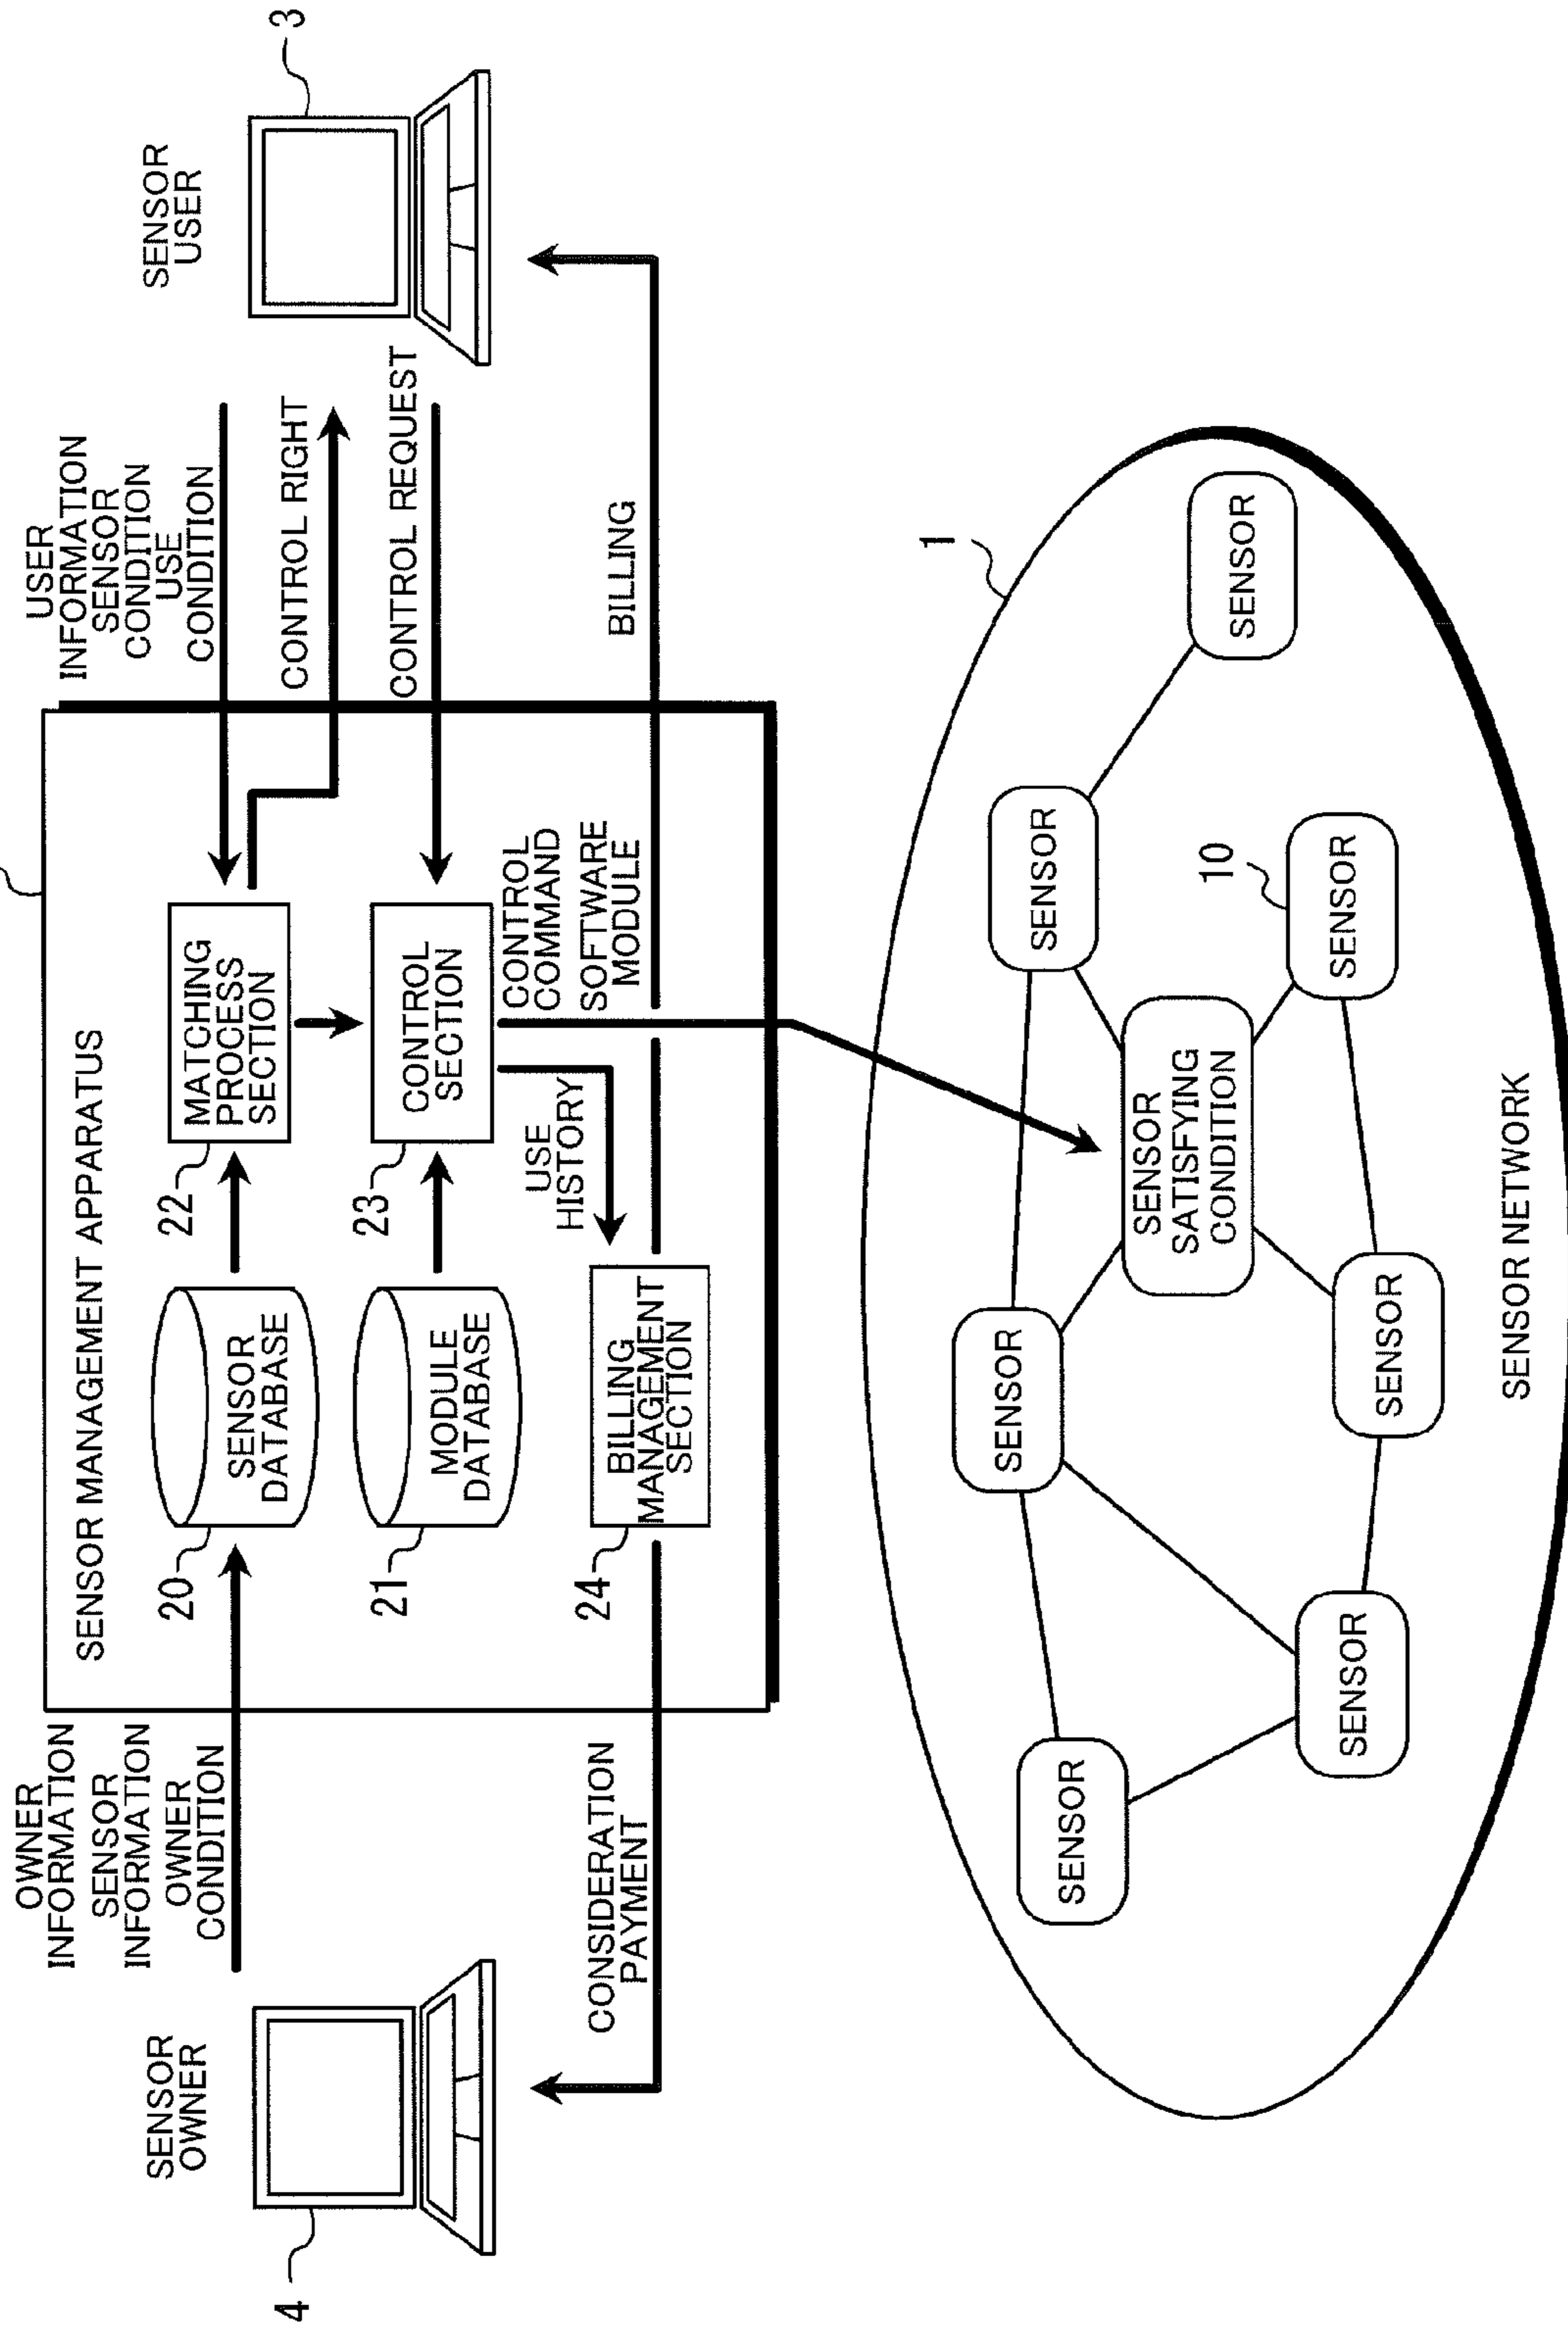 SENSOR MANAGEMENT APPARATUS
OWNER
INFORMATION
SENSOR
INFORMATION
OWNER
CONDITION
USER
INFORMATION
SENSOR
CONDITION
USE
CONDITION
SENSOR
OWNER
4
20
SENSOR
DATABASE
22
MATCHING
PROCESS
SECTION
CONTROL RIGHT
SENSOR
USER
3
21
MODULE
DATABASE
23
CONTROL
SECTION
CONTROL REQUEST
CONTROL
COMMAND
SOFTWARE
MODULE
USE
HISTORY
24
BILLING
MANAGEMENT
SECTION
CONSIDERATION
PAYMENT
BILLING
1
SENSOR
SENSOR
SENSOR
SENSOR
SATISFYING
CONDITION
SENSOR
10
SENSOR
SENSOR
SENSOR
SENSOR NETWORK